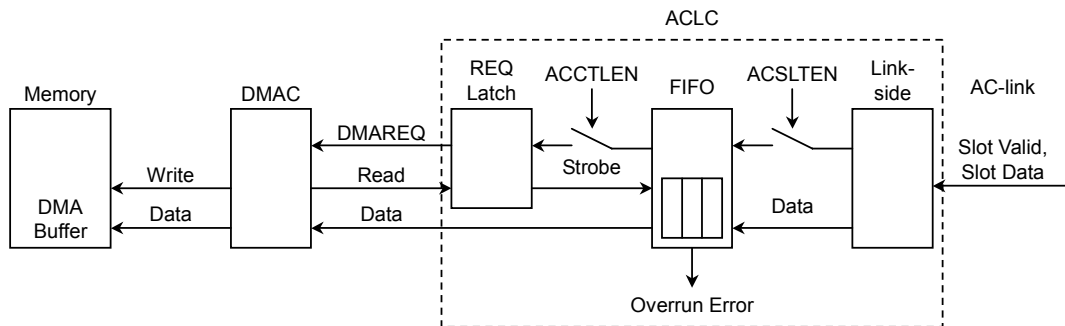 ACLC
REQ
Latch
ACCTLEN
FIFO
ACSLTEN
Link-
side
AC-link
Memory
DMAC
DMAREQ
Strobe
Slot Valid,
Slot Data
Write
Read
DMA
Buffer
Data
Data
Data
Overrun Error